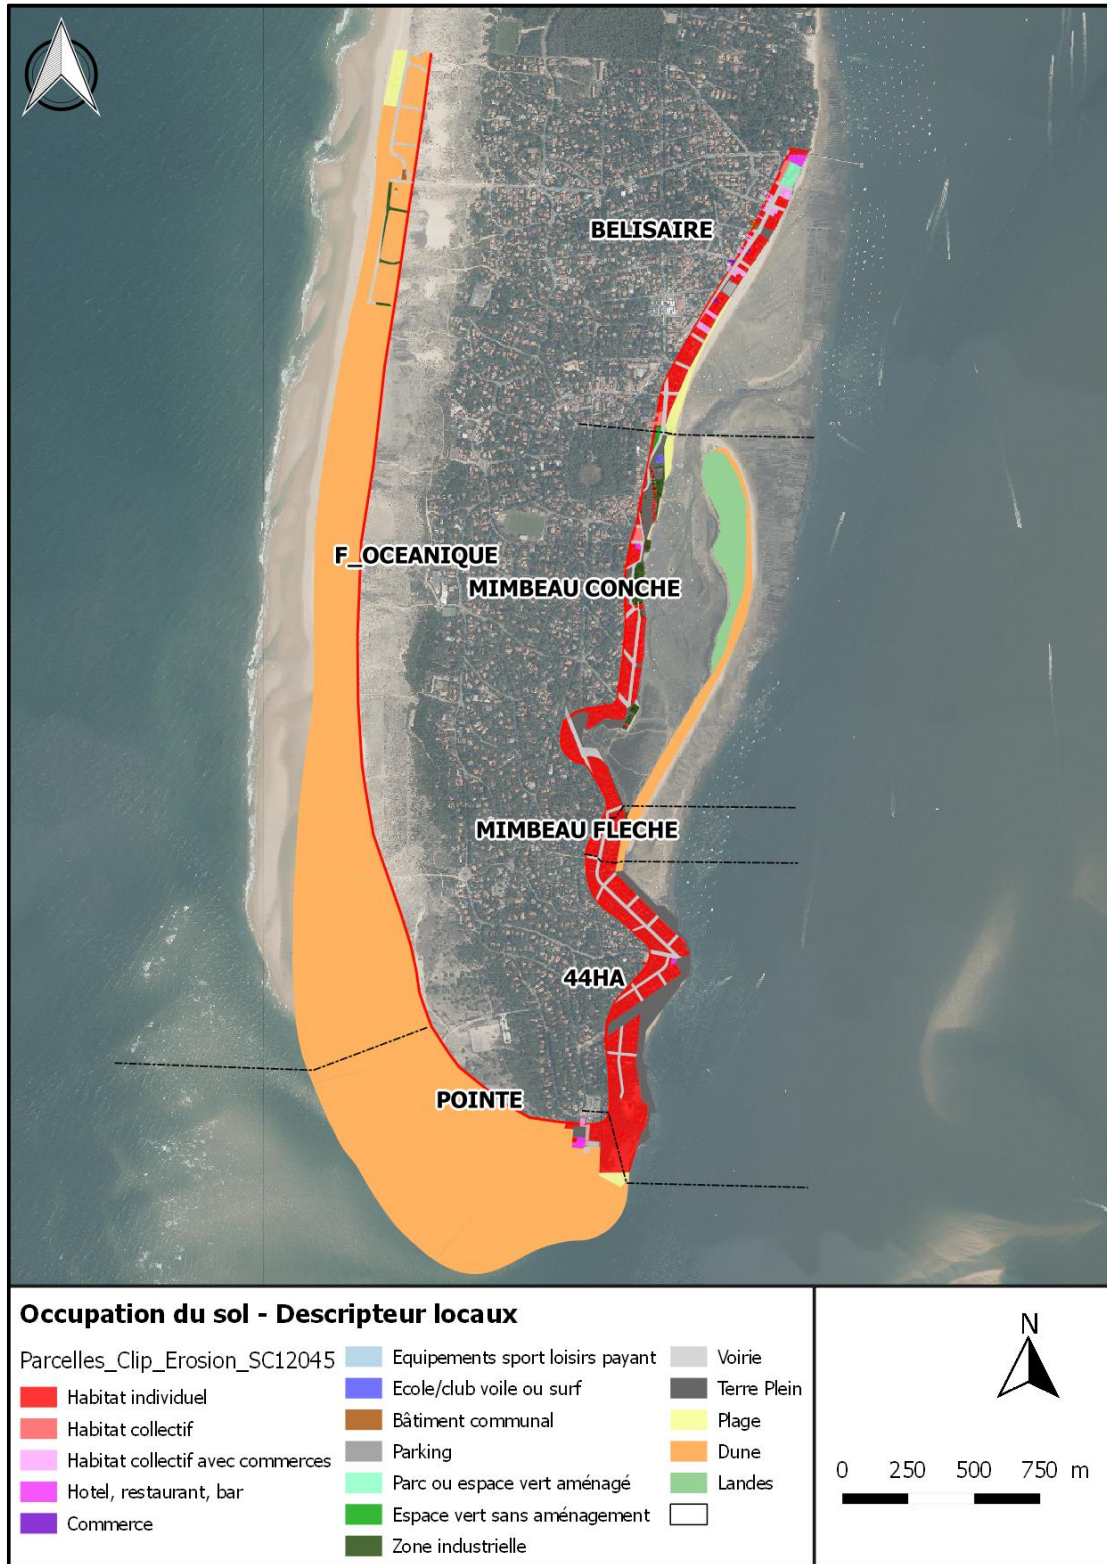 BELISAIRE
F_OCEANIQUE
MIMBEAU CONCHE
MIMBEAU FLECHE
44HA
POINTE
Occupation du sol - Descripteur locaux
Parcelles_Clip_Erosion_SC12045
Habitat individuel
Habitat collectif
Habitat collectif avec commerces
Hotel, restaurant, bar
Commerce
Equipements sport loisirs payant
Ecole/club voile ou surf
Bâtiment communal
Parking
Parc ou espace vert aménagé
Espace vert sans aménagement
Zone industrielle
Voirie
Terre Plein
Plage
Dune
Landes
N
0 250 500 750 m